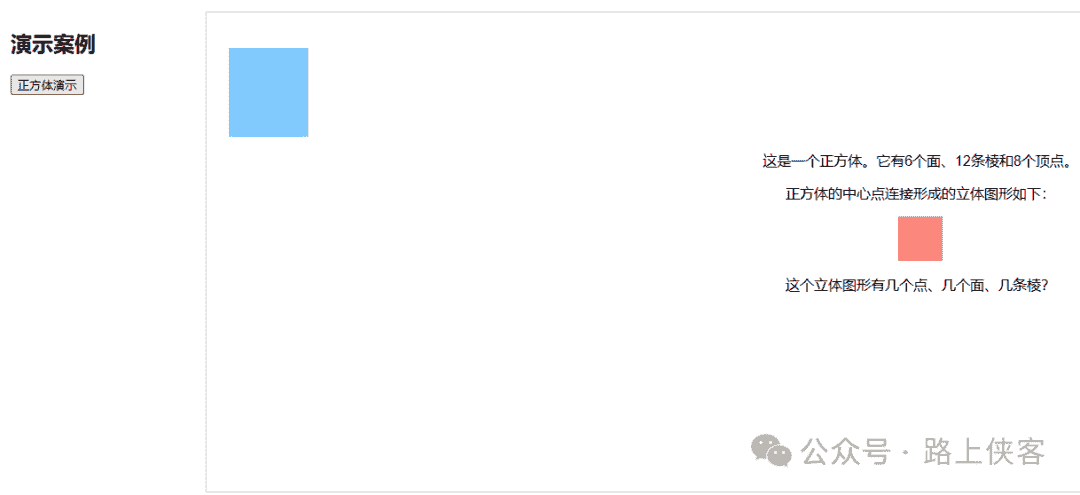 演示案例
正方体演示
这是一个正方体。它有6个面、12条棱和8个顶点。
正方体的中心点连接形成的立体图形如下：
这个立体图形有几个点、几个面、几条棱？
公众号 · 路上侠客